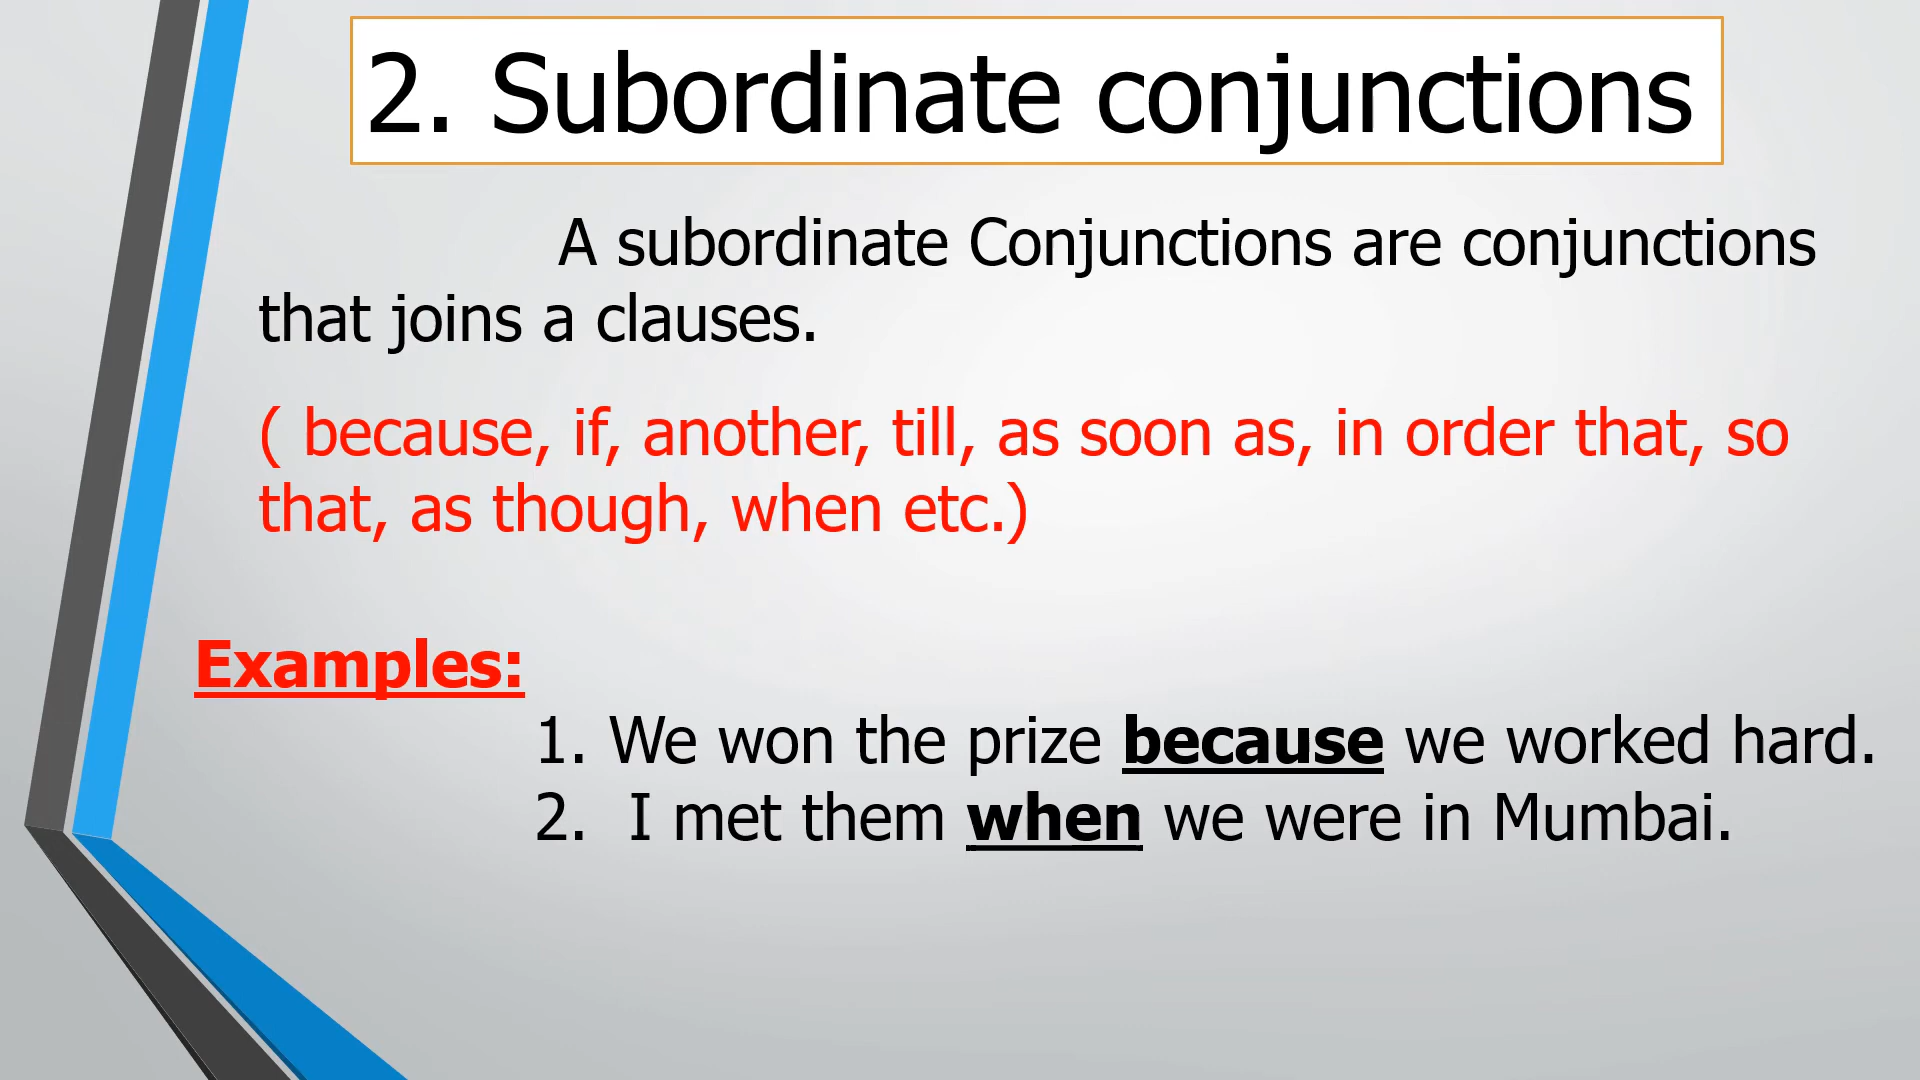 2. Subordinate conjunctions
A subordinate Conjunctions are conjunctions
that joins a clauses.
( because, if, another, till, as soon as, in order that, so
that, as though, when etc.)
Examples:
1. We won the prize because we worked hard.
2. I met them when we were in Mumbai.